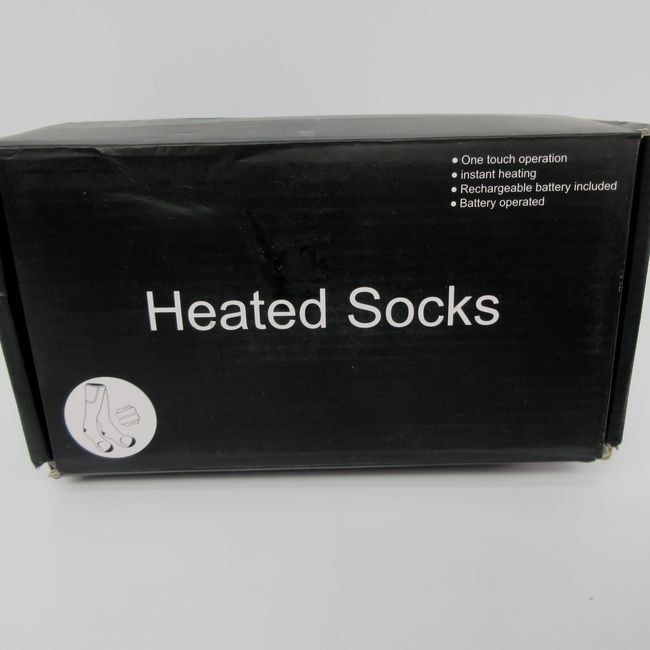 ● One touch operation
● instant heating
● Rechargeable battery included
● Battery operated
Heated Socks